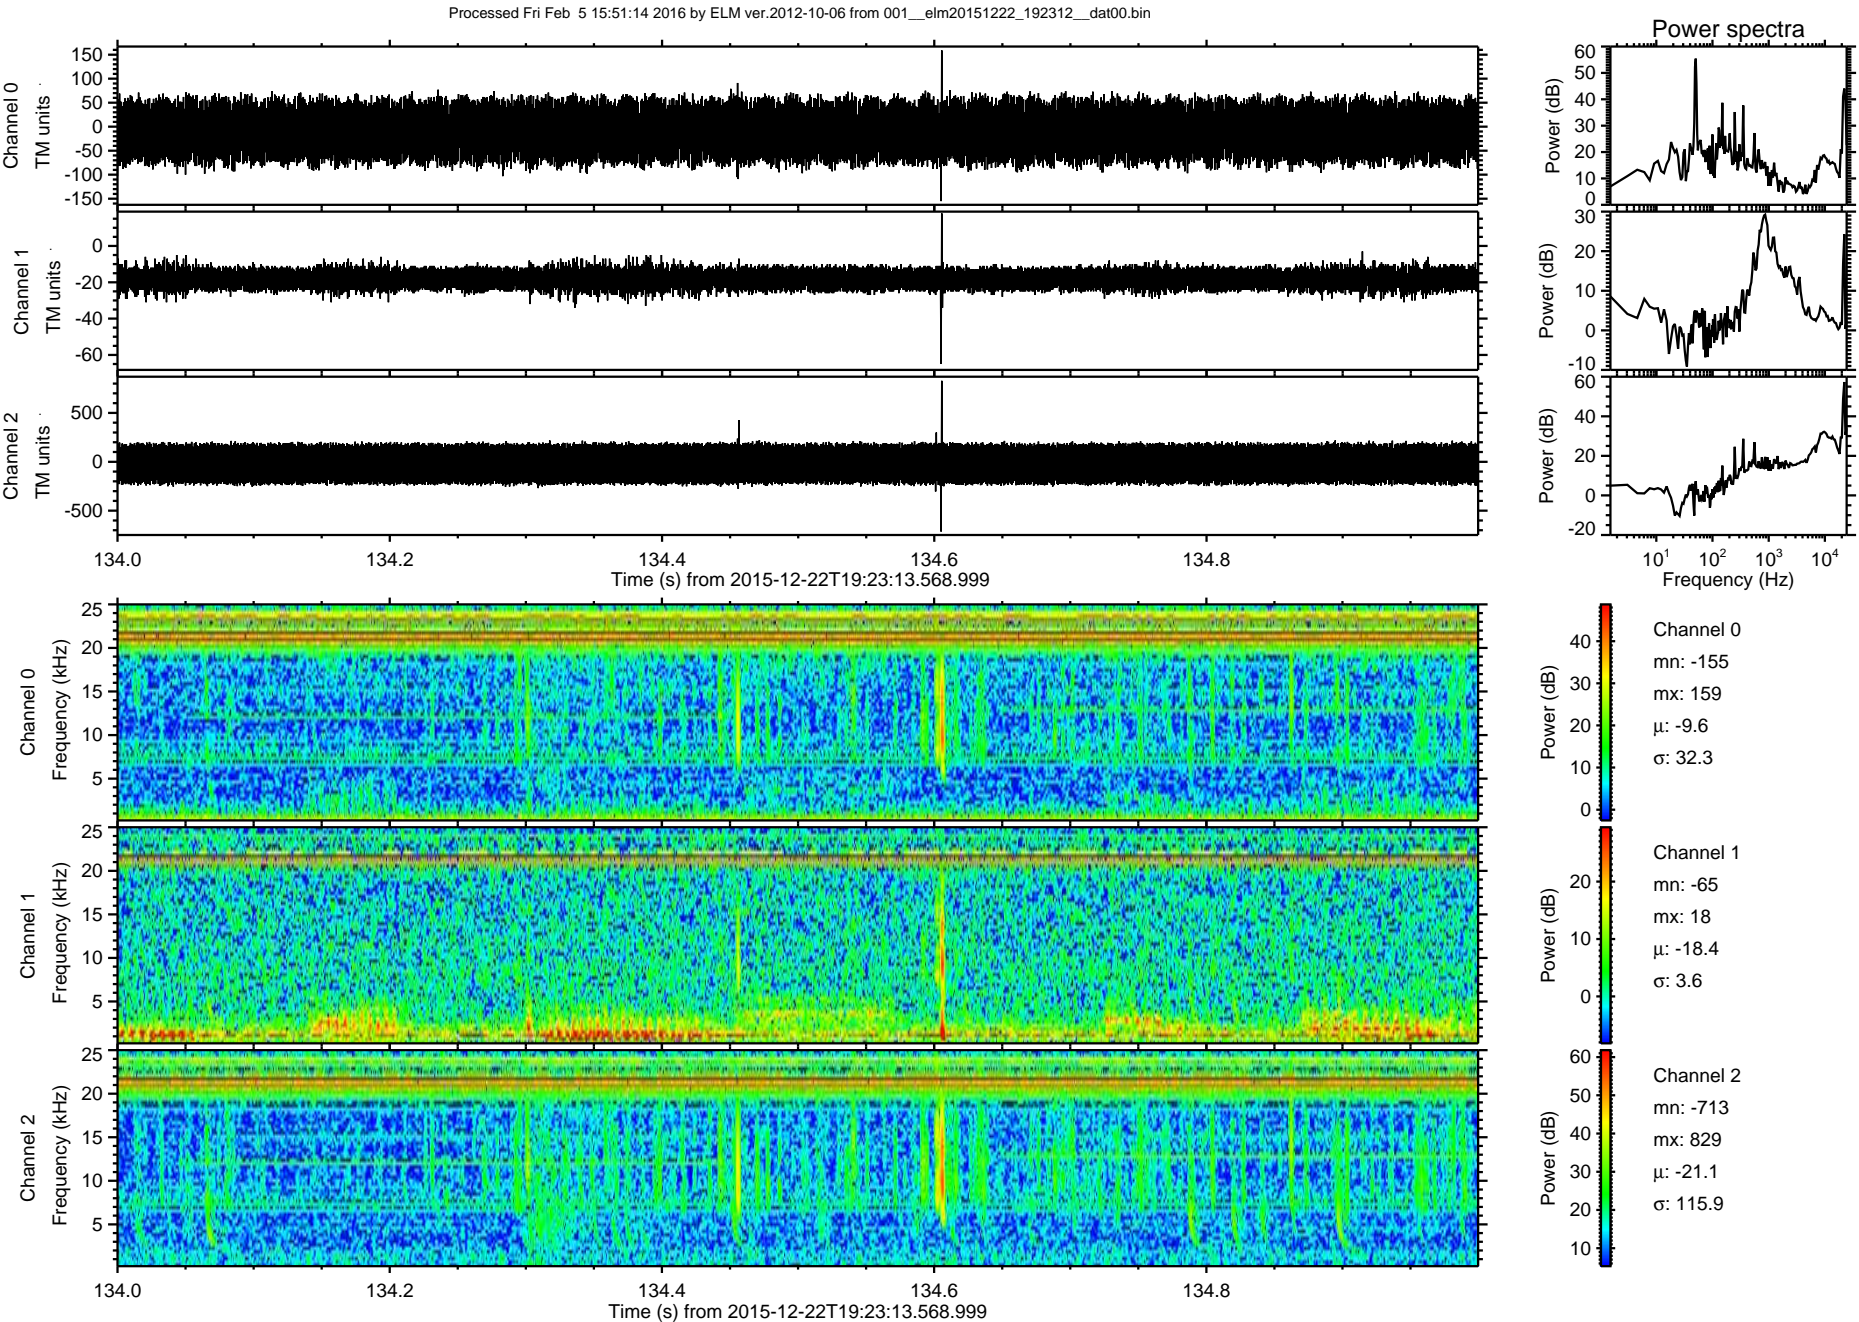 Processed Fri Feb  5 15:51:14 2016 by ELM ver.2012-10-06 from 001__elm20151222_192312__dat00.bin
Power spectra
Channel 0
TM units
150
100
50
0
-50
-100
-150
Power (dB)
60
50
40
30
20
10
0
Channel 1
TM units
0
-20
-40
-60
Power (dB)
30
20
10
0
-10
Channel 2
TM units
500
0
-500
Power (dB)
60
40
20
0
-20
134.0 134.2 134.4 134.6 134.8
Time (s) from 2015-12-22T19:23:13.568.999
10¹ 10² 10³ 10⁴
Frequency (Hz)
Channel 0
Frequency (kHz)
25
20
15
10
5
Power (dB)
40
30
20
10
0
Channel 0
mn: -155
mx: 159
μ: -9.6
σ: 32.3
Channel 1
Frequency (kHz)
25
20
15
10
5
Power (dB)
20
10
0
Channel 1
mn: -65
mx: 18
μ: -18.4
σ: 3.6
Channel 2
Frequency (kHz)
25
20
15
10
5
Power (dB)
60
50
40
30
20
10
Channel 2
mn: -713
mx: 829
μ: -21.1
σ: 115.9
134.0 134.2 134.4 134.6 134.8
Time (s) from 2015-12-22T19:23:13.568.999